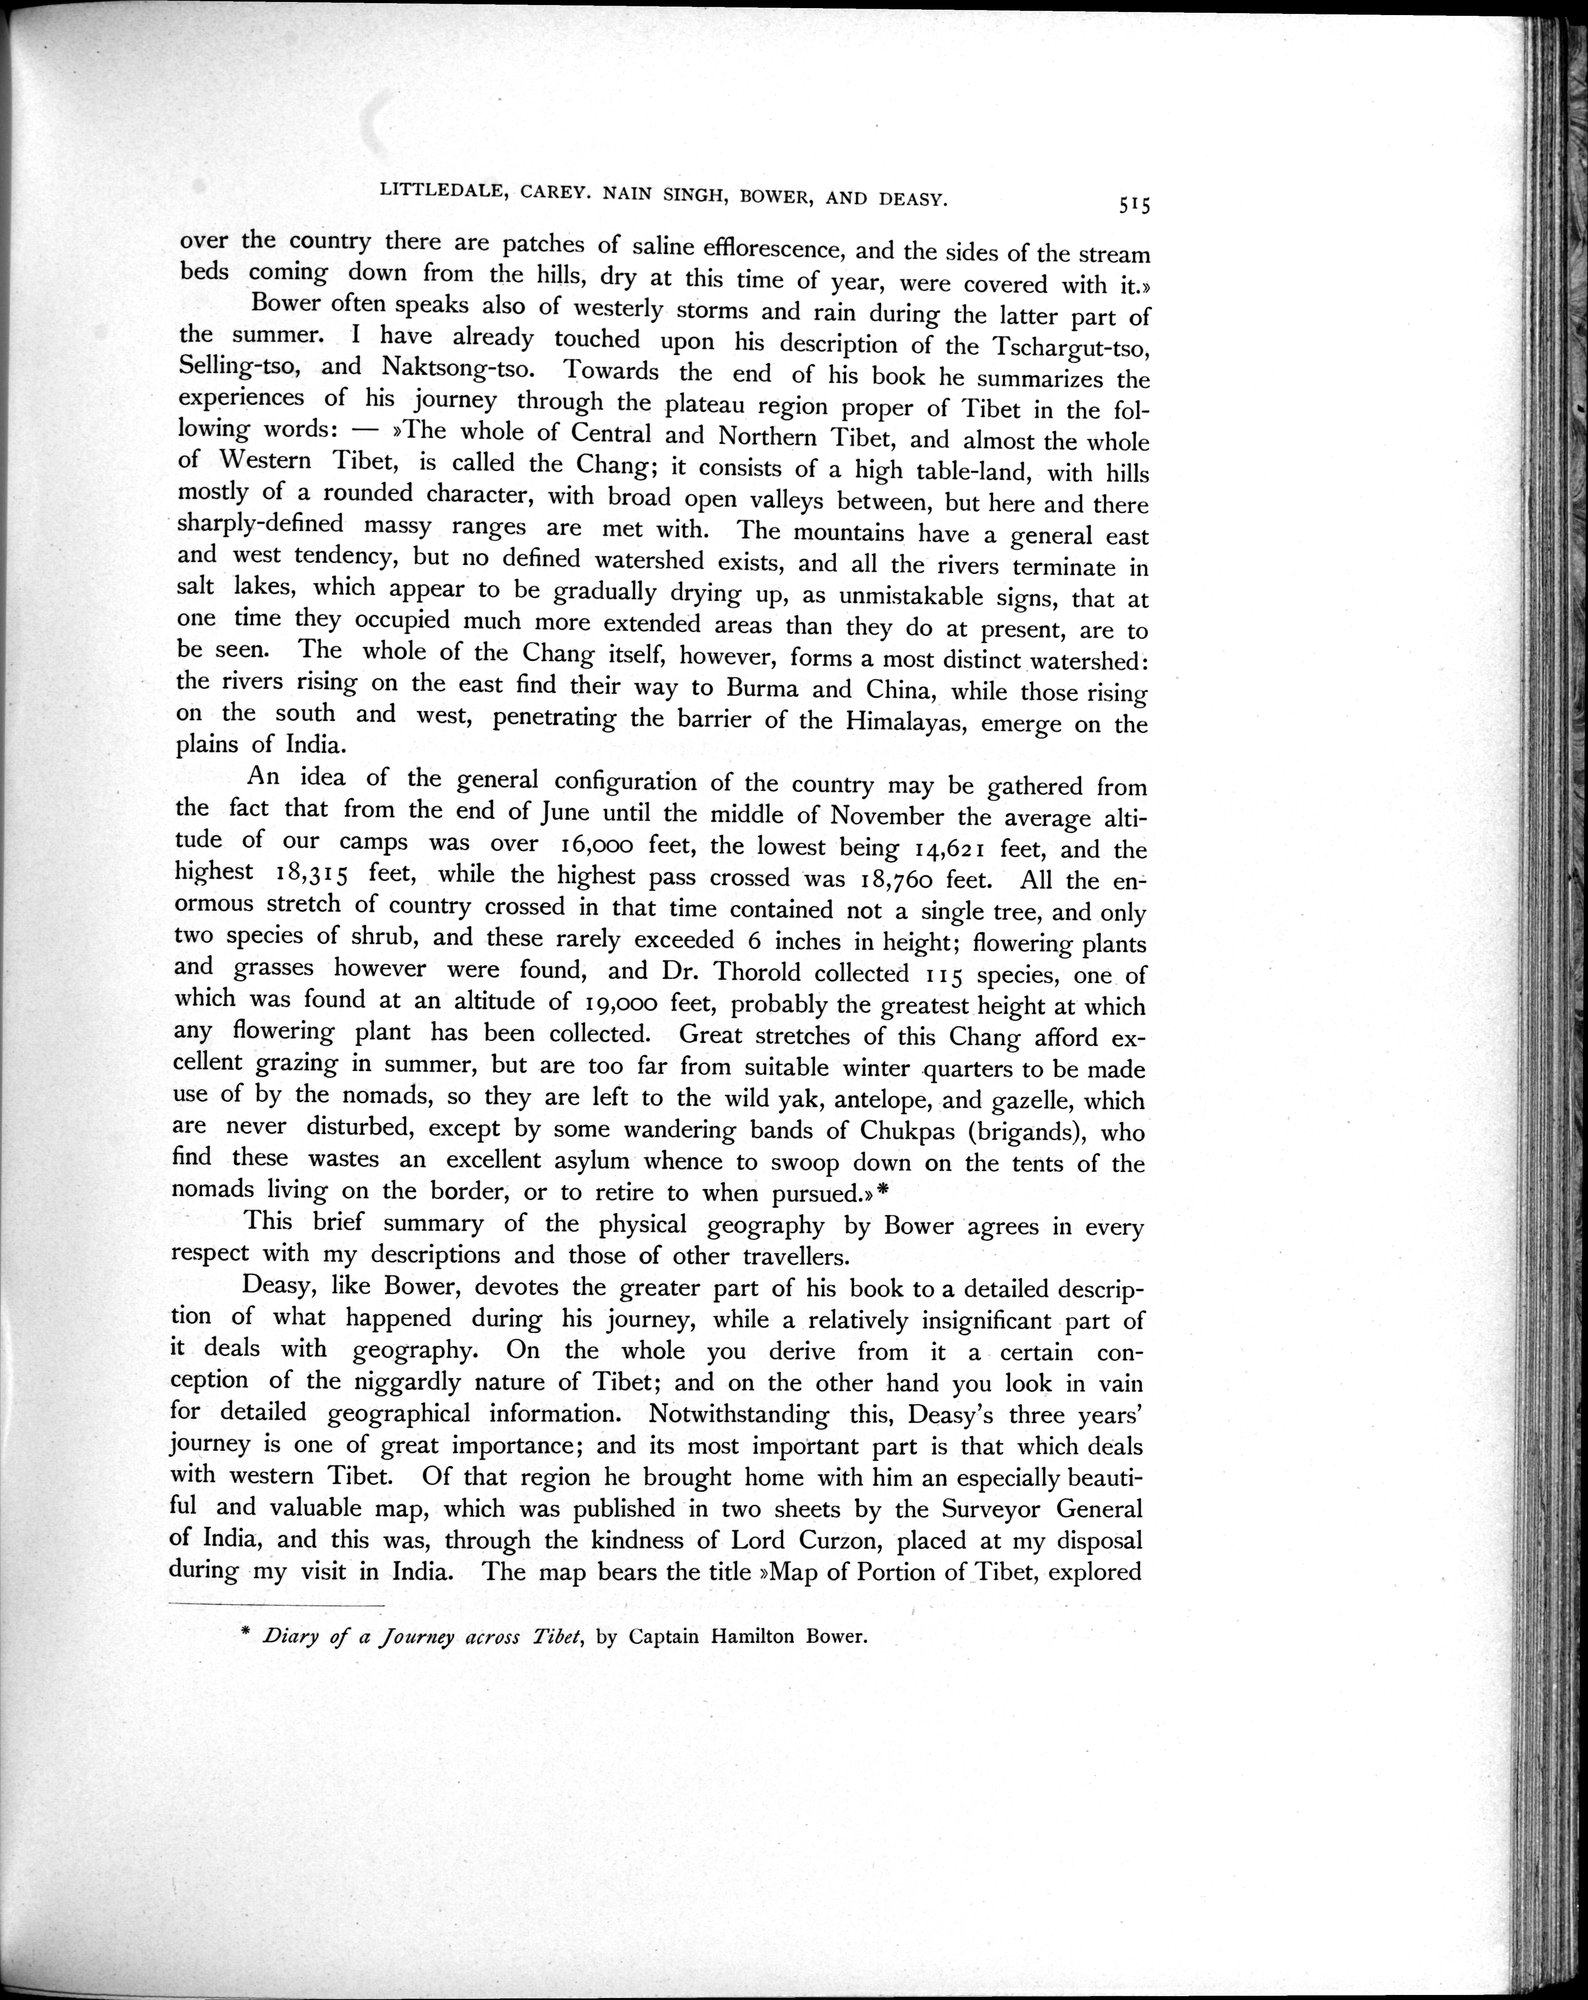 LITTLEDALE, CAREY. NAIN SINGH, BOWER, AND DEASY. 515
over the country there are patches of saline efflorescence, and the sides of the stream
beds coming down from the hills, dry at this time of year, were covered with it.»
Bower often speaks also of westerly storms and rain during the latter part of
the summer. I have already touched upon his description of the Tschargut-tso,
Selling-tso, and Naktsong-tso. Towards the end of his book he summarizes the
experiences of his journey through the plateau region proper of Tibet in the fol-
lowing words: — »The whole of Central and Northern Tibet, and almost the whole
of Western Tibet, is called the Chang; it consists of a high table-land, with hills
mostly of a rounded character, with broad open valleys between, but here and there
sharply-defined massy ranges are met with. The mountains have a general east
and west tendency, but no defined watershed exists, and all the rivers terminate in
salt lakes, which appear to be gradually drying up, as unmistakable signs, that at
one time they occupied much more extended areas than they do at present, are to
be seen. The whole of the Chang itself, however, forms a most distinct watershed:
the rivers rising on the east find their way to Burma and China, while those rising
on the south and west, penetrating the barrier of the Himalayas, emerge on the
plains of India.
An idea of the general configuration of the country may be gathered from
the fact that from the end of June until the middle of November the average alti-
tude of our camps was over 16,000 feet, the lowest being 14,621 feet, and the
highest 18,315 feet, while the highest pass crossed was 18,760 feet. All the en-
ormous stretch of country crossed in that time contained not a single tree, and only
two species of shrub, and these rarely exceeded 6 inches in height; flowering plants
and grasses however were found, and Dr. Thorold collected 115 species, one of
which was found at an altitude of 19,000 feet, probably the greatest height at which
any flowering plant has been collected. Great stretches of this Chang afford ex-
cellent grazing in summer, but are too far from suitable winter quarters to be made
use of by the nomads, so they are left to the wild yak, antelope, and gazelle, which
are never disturbed, except by some wandering bands of Chukpas (brigands), who
find these wastes an excellent asylum whence to swoop down on the tents of the
nomads living on the border, or to retire to when pursued.»*
This brief summary of the physical geography by Bower agrees in every
respect with my descriptions and those of other travellers.
Deasy, like Bower, devotes the greater part of his book to a detailed descrip-
tion of what happened during his journey, while a relatively insignificant part of
it deals with geography. On the whole you derive from it a certain con-
ception of the niggardly nature of Tibet; and on the other hand you look in vain
for detailed geographical information. Notwithstanding this, Deasy's three years'
journey is one of great importance; and its most important part is that which deals
with western Tibet. Of that region he brought home with him an especially beauti-
ful and valuable map, which was published in two sheets by the Surveyor General
of India, and this was, through the kindness of Lord Curzon, placed at my disposal
during my visit in India. The map bears the title »Map of Portion of Tibet, explored
* Diary of a Journey across Tibet, by Captain Hamilton Bower.